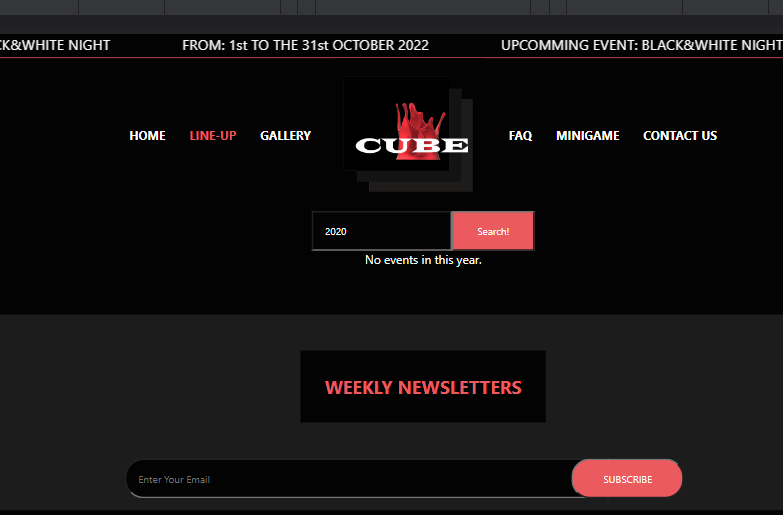 CK&WHITE NIGHT FROM: 1st TO THE 31st OCTOBER 2022 UPCOMMING EVENT: BLACK&WHITE NIGHT
HOME LINE-UP GALLERY CUBE FAQ MINIGAME CONTACT US
2020 Search!
No events in this year.
WEEKLY NEWSLETTERS
Enter Your Email SUBSCRIBE